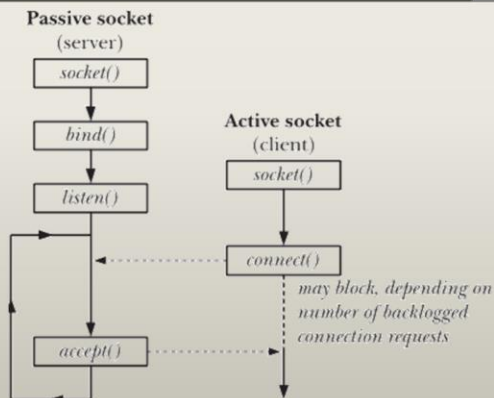 Passive socket
(server)
socket()
bind()
listen()
accept()
Active socket
(client)
socket()
connect()
may block, depending on
number of backlogged
connection requests